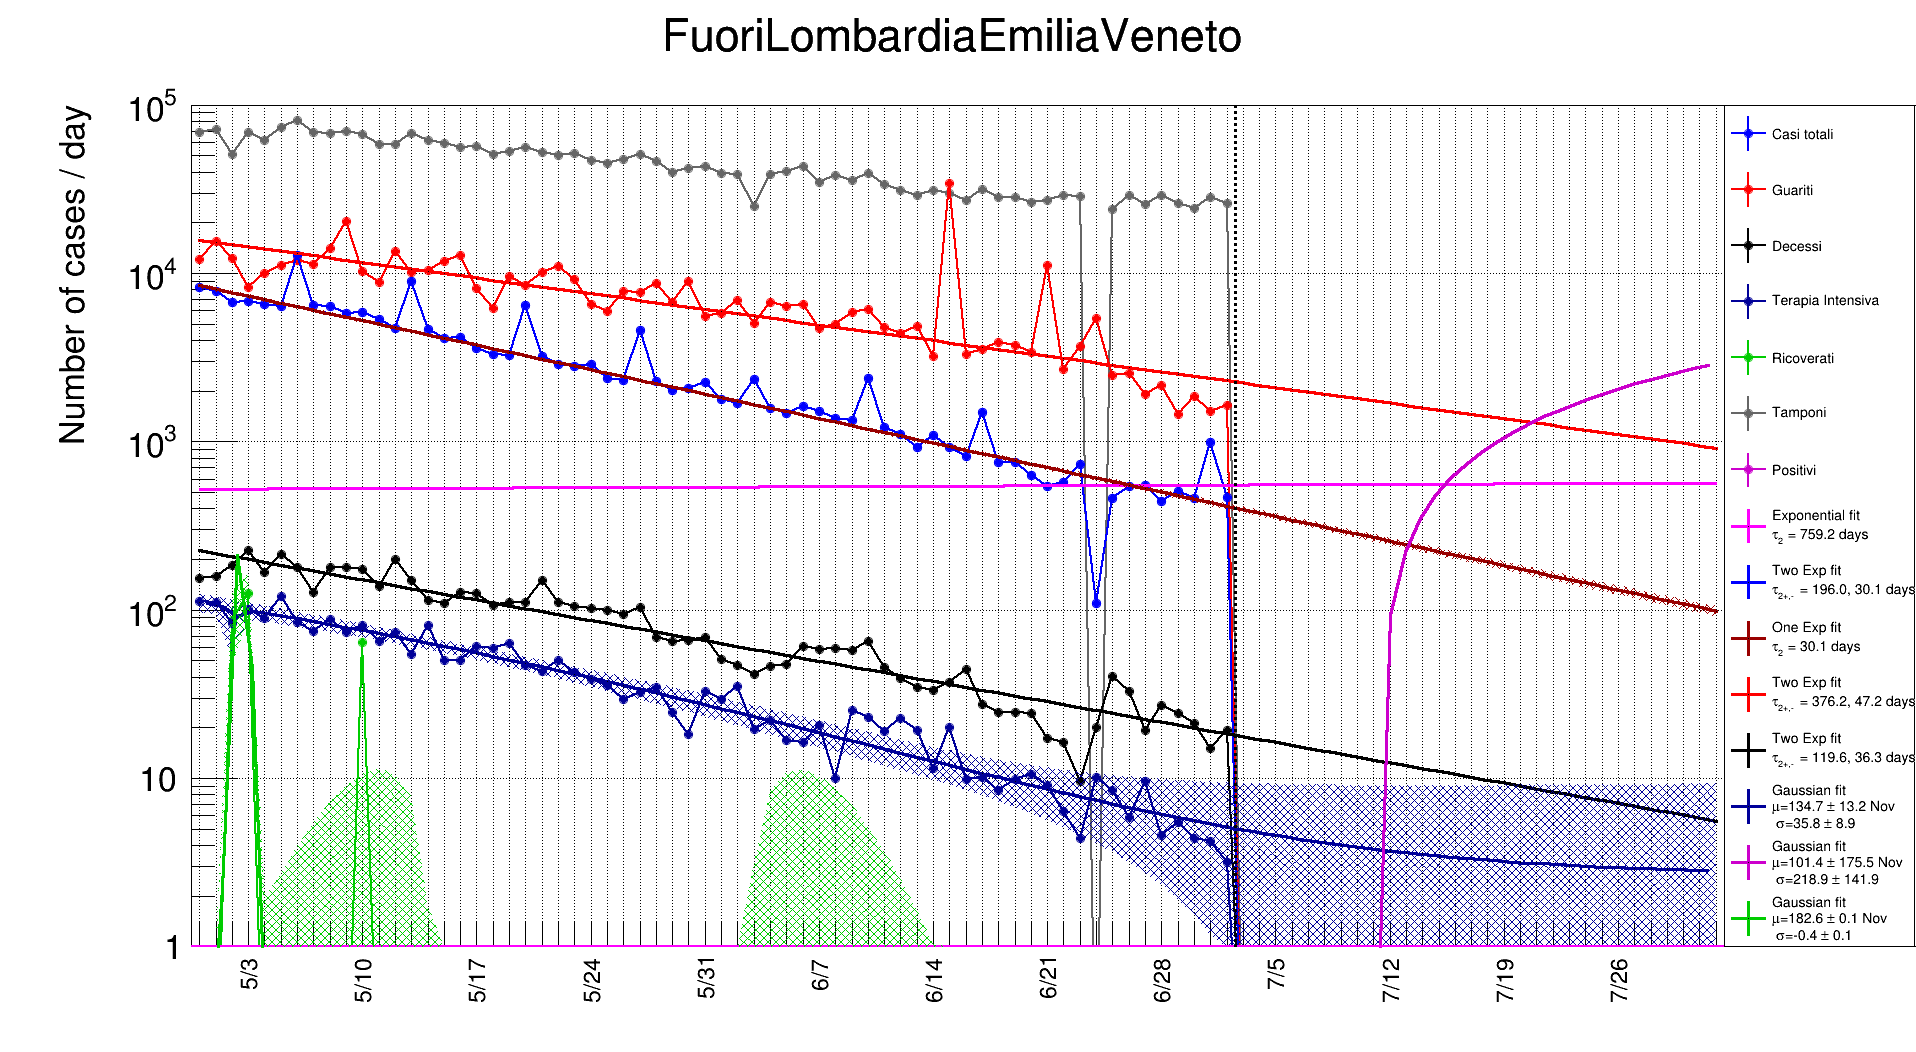 FuoriLombardiaEmiliaVeneto
Number of cases / day
10^5
10^4
10^3
10^2
10
1
5/3
5/10
5/17
5/24
5/31
6/7
6/14
6/21
6/28
7/5
7/12
7/19
7/26
Casi totali
Guariti
Decessi
Terapia Intensiva
Ricoverati
Tamponi
Positivi
Exponential fit
τ2 = 759.2 days
Two Exp fit
τ2+,- = 196.0, 30.1 days
One Exp fit
τ2 = 30.1 days
Two Exp fit
τ2+,- = 376.2, 47.2 days
Two Exp fit
τ2+,- = 119.6, 36.3 days
Gaussian fit
μ=134.7 ± 13.2 Nov
σ=35.8 ± 8.9
Gaussian fit
μ=101.4 ± 175.5 Nov
σ=218.9 ± 141.9
Gaussian fit
μ=182.6 ± 0.1 Nov
σ=-0.4 ± 0.1